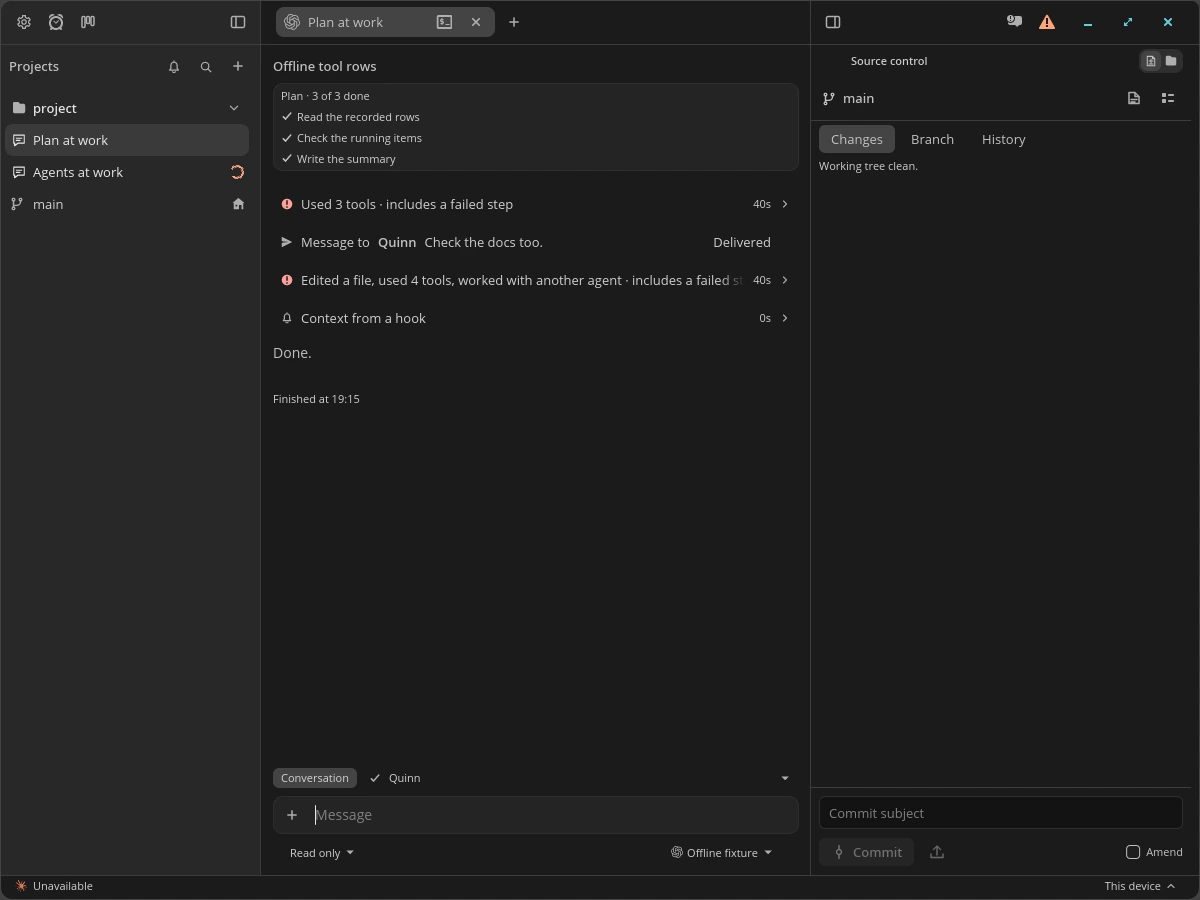 Plan at work
Projects
project
Plan at work
Agents at work
main
Offline tool rows
Plan · 3 of 3 done
Read the recorded rows
Check the running items
Write the summary
Used 3 tools · includes a failed step 40s
Message to Quinn Check the docs too. Delivered
Edited a file, used 4 tools, worked with another agent · includes a failed 40s
Context from a hook 0s
Done.
Finished at 19:15
Conversation Quinn
Message
Read only Offline fixture
Source control
main
Changes Branch History
Working tree clean.
Commit subject
Commit Amend
Unavailable This device